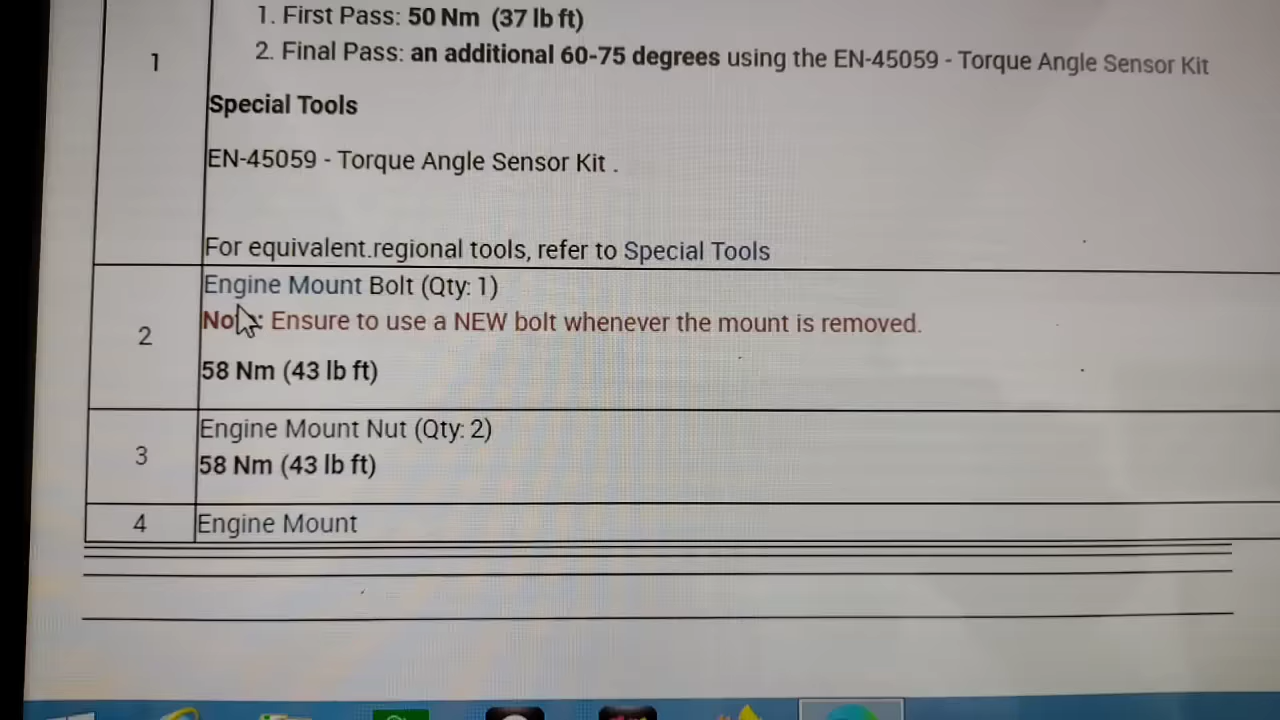 1. First Pass: 50 Nm (37 lb ft)
2. Final Pass: an additional 60-75 degrees using the EN-45059 - Torque Angle Sensor Kit
1
Special Tools
EN-45059 - Torque Angle Sensor Kit .
For equivalent.regional tools, refer to Special Tools
Engine Mount Bolt (Qty: 1)
Ensure to use a NEW bolt whenever the mount is removed.
2
58 Nm (43 lb ft)
Engine Mount Nut (Qty: 2)
3
58 Nm (43 lb ft)
4 Engine Mount